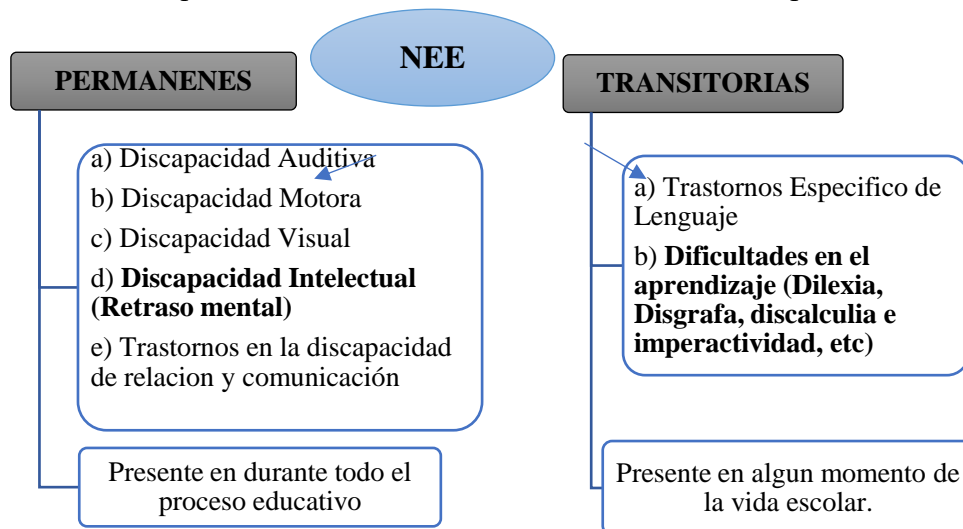 NEE
PERMANENES
a) Discapacidad Auditiva
b) Discapacidad Motora
c) Discapacidad Visual
d) Discapacidad Intelectual
(Retraso mental)
e) Trastornos en la discapacidad
de relacion y comunicación
Presente en durante todo el
proceso educativo
TRANSITORIAS
a) Trastornos Especifico de
Lenguaje
b) Dificultades en el
aprendizaje (Dilexia,
Disgrafa, discalculia e
imperactividad, etc)
Presente en algun momento de
la vida escolar.